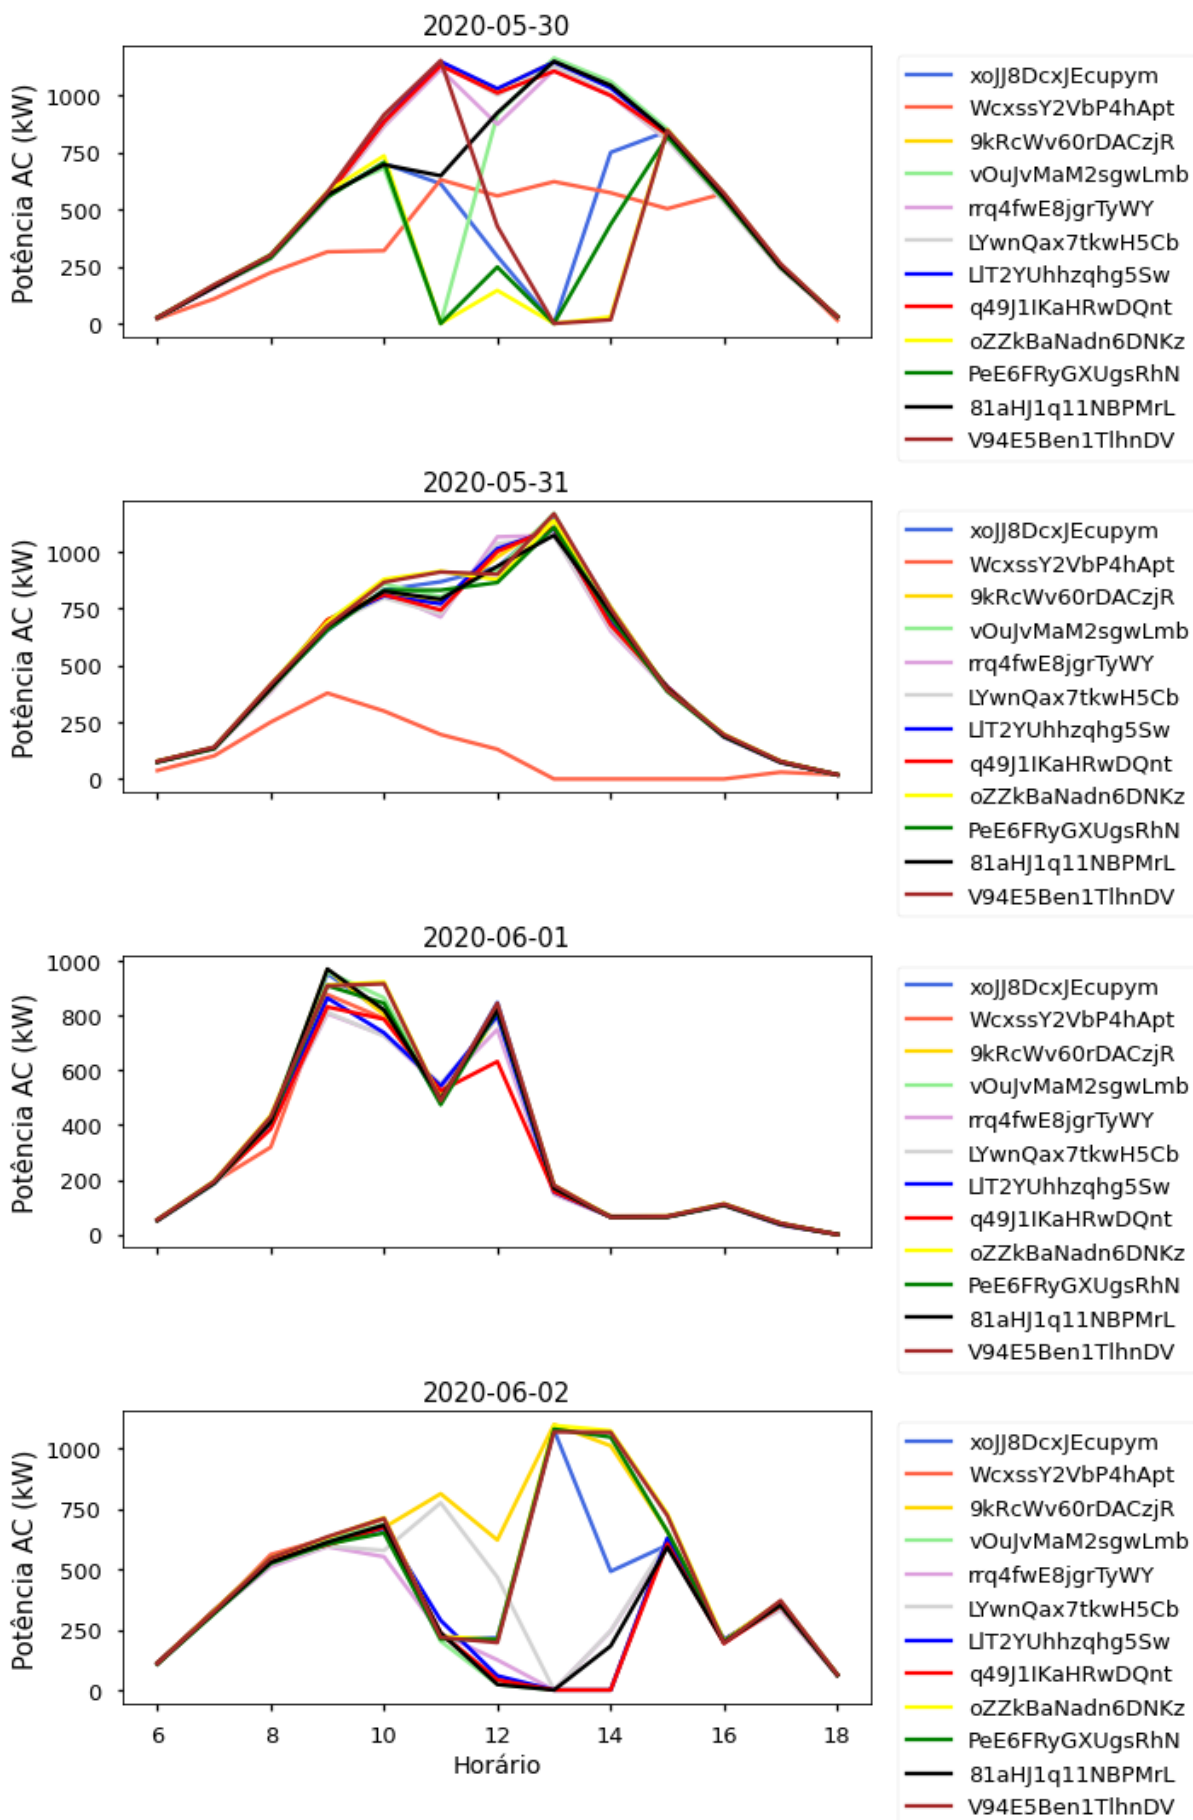 2020-05-30
Potência AC (kW)
1000
750
500
250
0
xoJJ8DcxJEcupym
WcxssY2VbP4hApt
9kRcWv60rDACzjR
vOuJvMaM2sgwLmb
rrq4fwE8jgrTyWY
LYwnQax7tkwH5Cb
LlT2YUhhzqhg5Sw
q49J1IKaHRwDQnt
oZZkBaNadn6DNKz
PeE6FRyGXUgsRhN
81aHJ1q11NBPMrL
V94E5Ben1TlhnDV
2020-05-31
Potência AC (kW)
1000
750
500
250
0
xoJJ8DcxJEcupym
WcxssY2VbP4hApt
9kRcWv60rDACzjR
vOuJvMaM2sgwLmb
rrq4fwE8jgrTyWY
LYwnQax7tkwH5Cb
LlT2YUhhzqhg5Sw
q49J1IKaHRwDQnt
oZZkBaNadn6DNKz
PeE6FRyGXUgsRhN
81aHJ1q11NBPMrL
V94E5Ben1TlhnDV
2020-06-01
Potência AC (kW)
1000
800
600
400
200
0
xoJJ8DcxJEcupym
WcxssY2VbP4hApt
9kRcWv60rDACzjR
vOuJvMaM2sgwLmb
rrq4fwE8jgrTyWY
LYwnQax7tkwH5Cb
LlT2YUhhzqhg5Sw
q49J1IKaHRwDQnt
oZZkBaNadn6DNKz
PeE6FRyGXUgsRhN
81aHJ1q11NBPMrL
V94E5Ben1TlhnDV
2020-06-02
Potência AC (kW)
1000
750
500
250
0
6 8 10 12 14 16 18
Horário
xoJJ8DcxJEcupym
WcxssY2VbP4hApt
9kRcWv60rDACzjR
vOuJvMaM2sgwLmb
rrq4fwE8jgrTyWY
LYwnQax7tkwH5Cb
LlT2YUhhzqhg5Sw
q49J1IKaHRwDQnt
oZZkBaNadn6DNKz
PeE6FRyGXUgsRhN
81aHJ1q11NBPMrL
V94E5Ben1TlhnDV